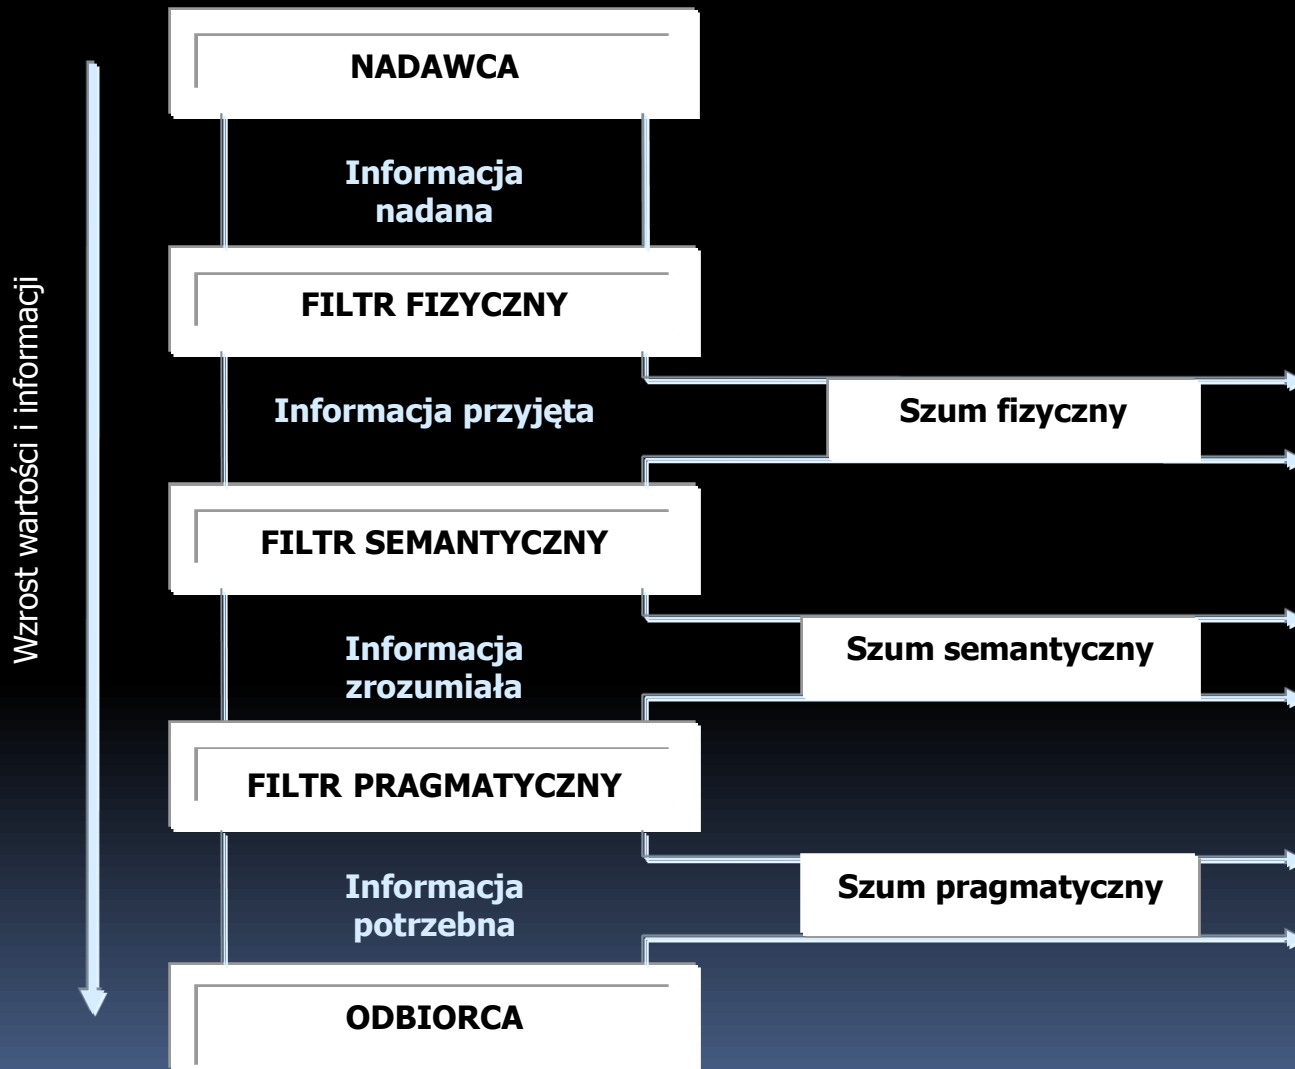 NADAWCA
Informacja
nadana
FILTR FIZYCZNY
Informacja przyjęta
Szum fizyczny
FILTR SEMANTYCZNY
Informacja
zrozumiała
Szum semantyczny
FILTR PRAGMATYCZNY
Informacja
potrzebna
Szum pragmatyczny
ODBIORCA
Wzrost wartości i informacji